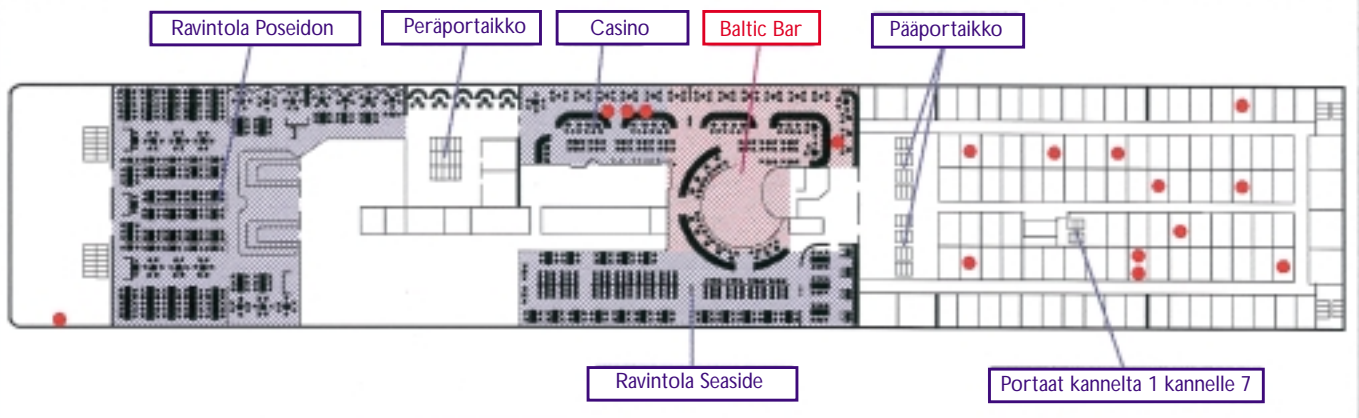 Ravintola Poseidon
Peräportaikko
Casino
Baltic Bar
Pääportaikko
Ravintola Seaside
Portaat kannelta 1 kannelle 7